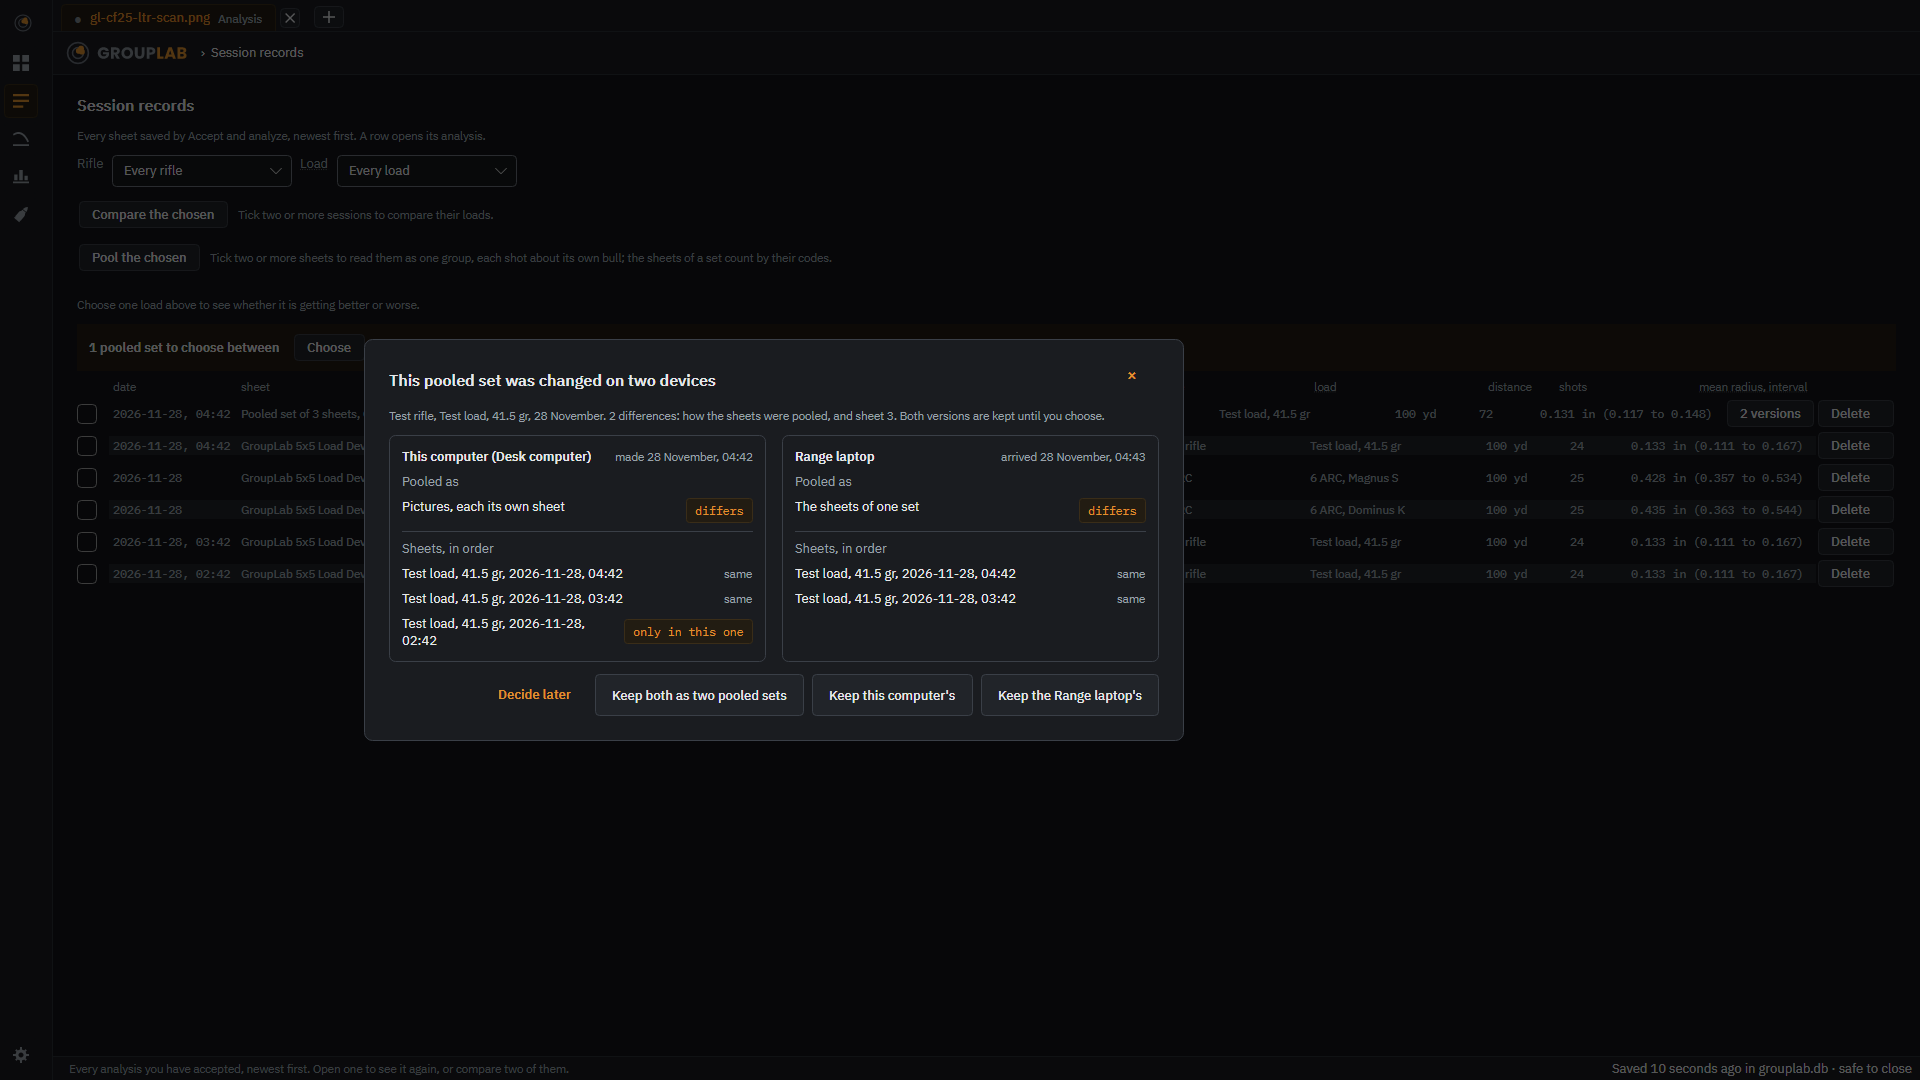 gl-cf25-ltr-scan.png Analysis
GROUPLAB › Session records
Session records
Every sheet saved by Accept and analyze, newest first. A row opens its analysis.
Rifle Every rifle Load Every load
Compare the chosen Tick two or more sessions to compare their loads.
Pool the chosen Tick two or more sheets to read them as one group, each shot about its own bull; the sheets of a set count by their codes.
Choose one load above to see whether it is getting better or worse.
1 pooled set to choose between Choose
date sheet load distance shots mean radius, interval
2026-11-28, 04:42 Pooled set of 3 sheets, Test load, 41.5 gr 100 yd 72 0.131 in (0.117 to 0.148) 2 versions Delete
2026-11-28, 04:42 GroupLab 5x5 Load Dev rifle Test load, 41.5 gr 100 yd 24 0.133 in (0.111 to 0.167) Delete
2026-11-28 GroupLab 5x5 Load Dev RC 6 ARC, Magnus S 100 yd 25 0.428 in (0.357 to 0.534) Delete
2026-11-28 GroupLab 5x5 Load Dev RC 6 ARC, Dominus K 100 yd 25 0.435 in (0.363 to 0.544) Delete
2026-11-28, 03:42 GroupLab 5x5 Load Dev rifle Test load, 41.5 gr 100 yd 24 0.133 in (0.111 to 0.167) Delete
2026-11-28, 02:42 GroupLab 5x5 Load Dev rifle Test load, 41.5 gr 100 yd 24 0.133 in (0.111 to 0.167) Delete
This pooled set was changed on two devices
Test rifle, Test load, 41.5 gr, 28 November. 2 differences: how the sheets were pooled, and sheet 3. Both versions are kept until you choose.
This computer (Desk computer) made 28 November, 04:42
Pooled as
Pictures, each its own sheet differs
Sheets, in order
Test load, 41.5 gr, 2026-11-28, 04:42 same
Test load, 41.5 gr, 2026-11-28, 03:42 same
Test load, 41.5 gr, 2026-11-28,
02:42 only in this one
Range laptop arrived 28 November, 04:43
Pooled as
The sheets of one set differs
Sheets, in order
Test load, 41.5 gr, 2026-11-28, 04:42 same
Test load, 41.5 gr, 2026-11-28, 03:42 same
Decide later Keep both as two pooled sets Keep this computer's Keep the Range laptop's
Every analysis you have accepted, newest first. Open one to see it again, or compare two of them.
Saved 10 seconds ago in grouplab.db · safe to close